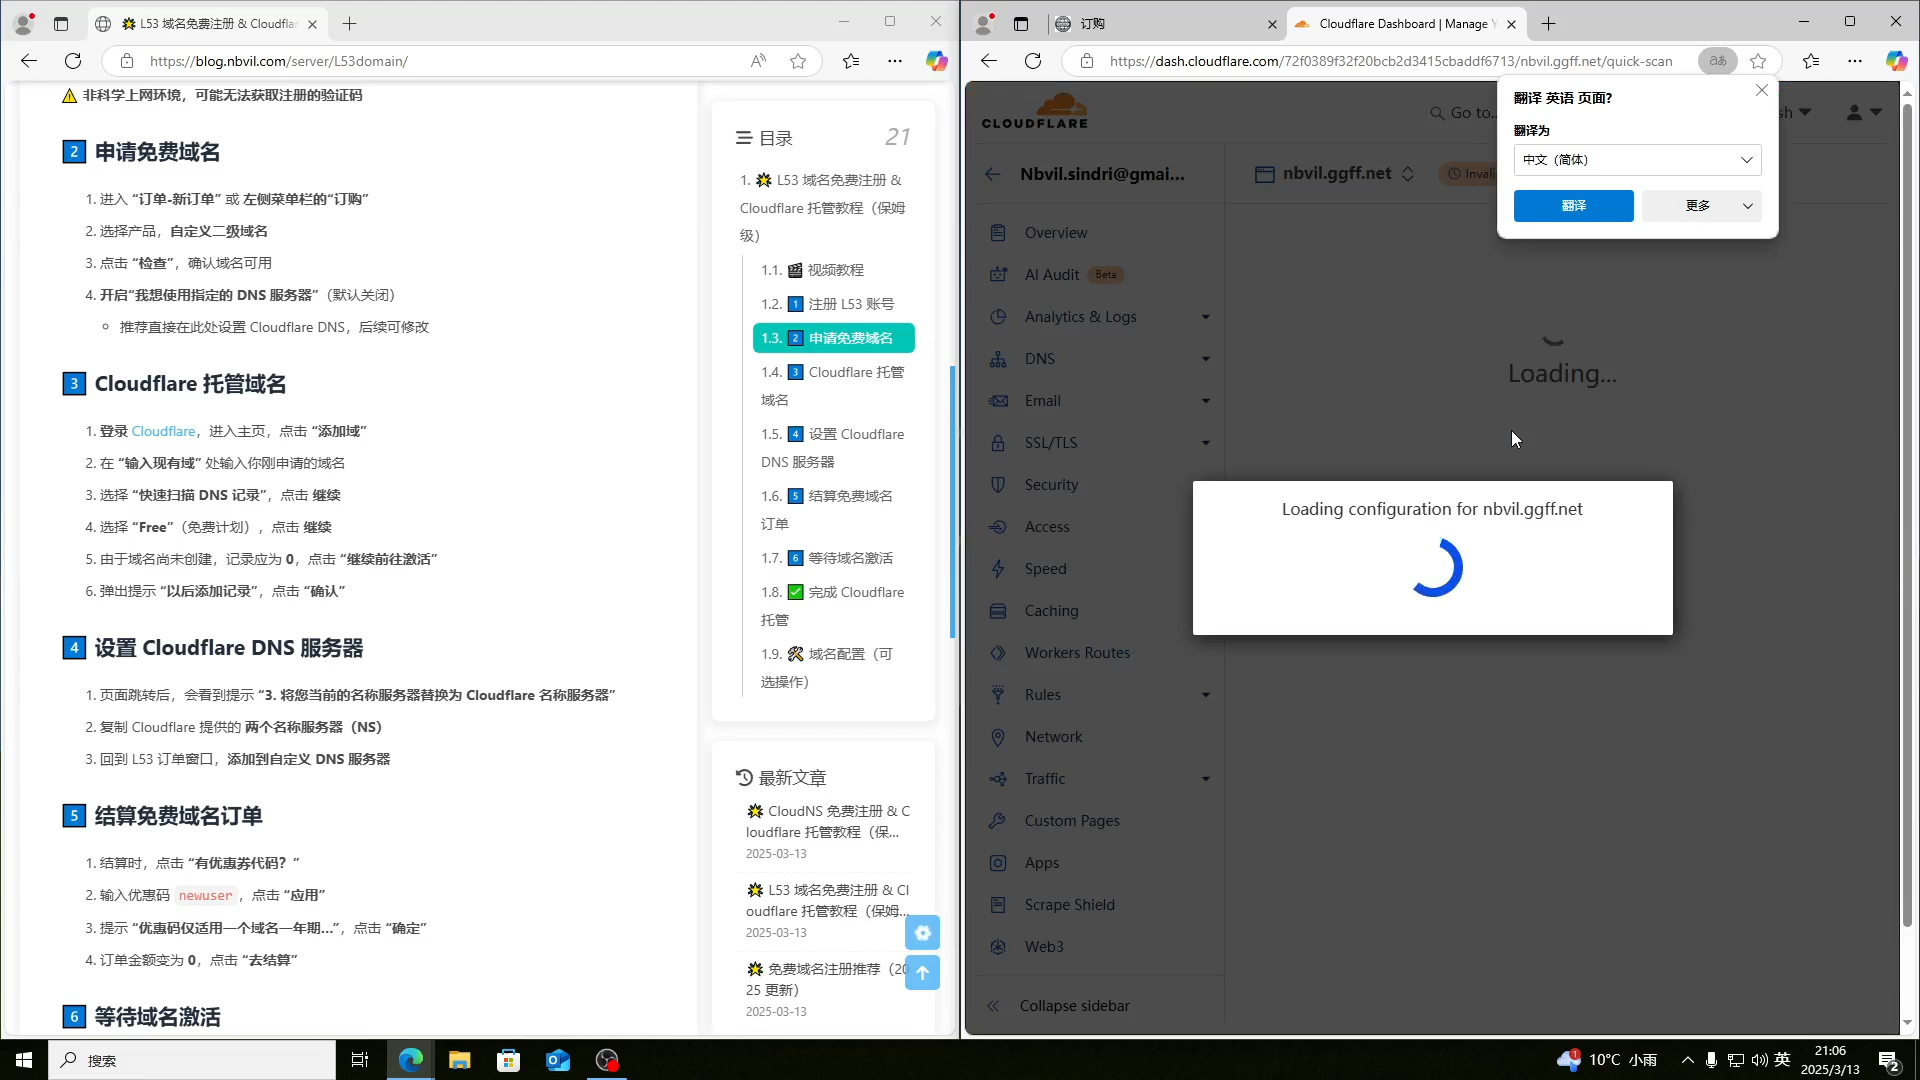 L53 域名免费注册 & Cloudflar
https://blog.nbvil.com/server/L53domain/
非科学上网环境，可能无法获取注册的验证码
2 申请免费域名
1. 进入 “订单-新订单” 或 左侧菜单栏的“订购”
2. 选择产品，自定义二级域名
3. 点击 “检查”，确认域名可用
4. 开启“我想使用指定的 DNS 服务器”（默认关闭）
推荐直接在此处设置 Cloudflare DNS，后续可修改
3 Cloudflare 托管域名
1. 登录 Cloudflare，进入主页，点击 “添加域”
2. 在 “输入现有域” 处输入你刚申请的域名
3. 选择 “快速扫描 DNS 记录”，点击 继续
4. 选择 “Free”（免费计划），点击 继续
5. 由于域名尚未创建，记录应为 0，点击 “继续前往激活”
6. 弹出提示 “以后添加记录”，点击 “确认”
4 设置 Cloudflare DNS 服务器
1. 页面跳转后，会看到提示 “3. 将您当前的名称服务器替换为 Cloudflare 名称服务器”
2. 复制 Cloudflare 提供的 两个名称服务器（NS）
3. 回到 L53 订单窗口，添加到自定义 DNS 服务器
5 结算免费域名订单
1. 结算时，点击 “有优惠券代码？”
2. 输入优惠码 newuser，点击 “应用”
3. 提示 “优惠码仅适用一个域名一年期...”，点击 “确定”
4. 订单金额变为 0，点击 “去结算”
6 等待域名激活
目录 21
1. L53 域名免费注册 &
Cloudflare 托管教程（保姆
级）
1.1. 视频教程
1.2. 1 注册 L53 账号
1.3. 2 申请免费域名
1.4. 3 Cloudflare 托管
域名
1.5. 4 设置 Cloudflare
DNS 服务器
1.6. 5 结算免费域名
订单
1.7. 6 等待域名激活
1.8. 完成 Cloudflare
托管
1.9. 域名配置（可
选操作）
最新文章
CloudNS 免费注册 & C
loudflare 托管教程（保...
2025-03-13
L53 域名免费注册 & Cl
oudflare 托管教程（保姆...
2025-03-13
免费域名注册推荐（20
25 更新）
2025-03-13
订购
Cloudflare Dashboard | Manage Y
https://dash.cloudflare.com/72f0389f32f20bcb2d3415cbaddf6713/nbvil.ggff.net/quick-scan
翻译 英语 页面?
翻译为
中文（简体）
翻译
更多
CLOUDFLARE
Go to...
sh
Nbvil.sindri@gmai...
nbvil.ggff.net
Invali
Overview
AI Audit Beta
Analytics & Logs
DNS
Email
SSL/TLS
Security
Access
Speed
Caching
Workers Routes
Rules
Network
Traffic
Custom Pages
Apps
Scrape Shield
Web3
Collapse sidebar
Loading...
Loading configuration for nbvil.ggff.net
搜索
1
10°C 小雨
英
21:06
2025/3/13
2